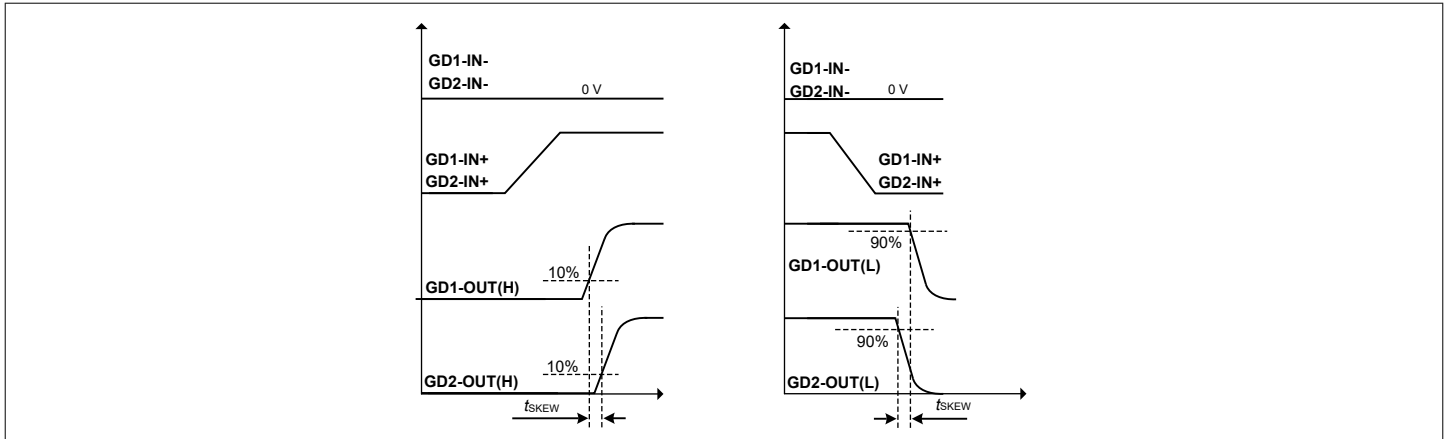 GD1-IN-
GD2-IN-
0 V
GD1-IN+
GD2-IN+
10%
GD1-OUT(H)
10%
GD2-OUT(H)
tSKEW
GD1-IN-
GD2-IN-
0 V
GD1-IN+
GD2-IN+
90%
GD1-OUT(L)
90%
GD2-OUT(L)
tSKEW